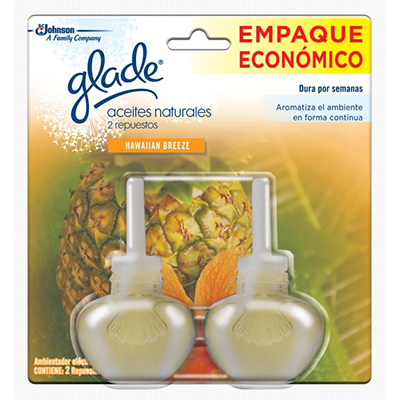 SC Johnson
A Family Company
glade®
aceites naturales
2 repuestos
HAWAIIAN BREEZE
EMPAQUE
ECONÓMICO
Dura por semanas
Aromatiza el ambiente
en forma continua
Ambientador
CONTIENE: 2